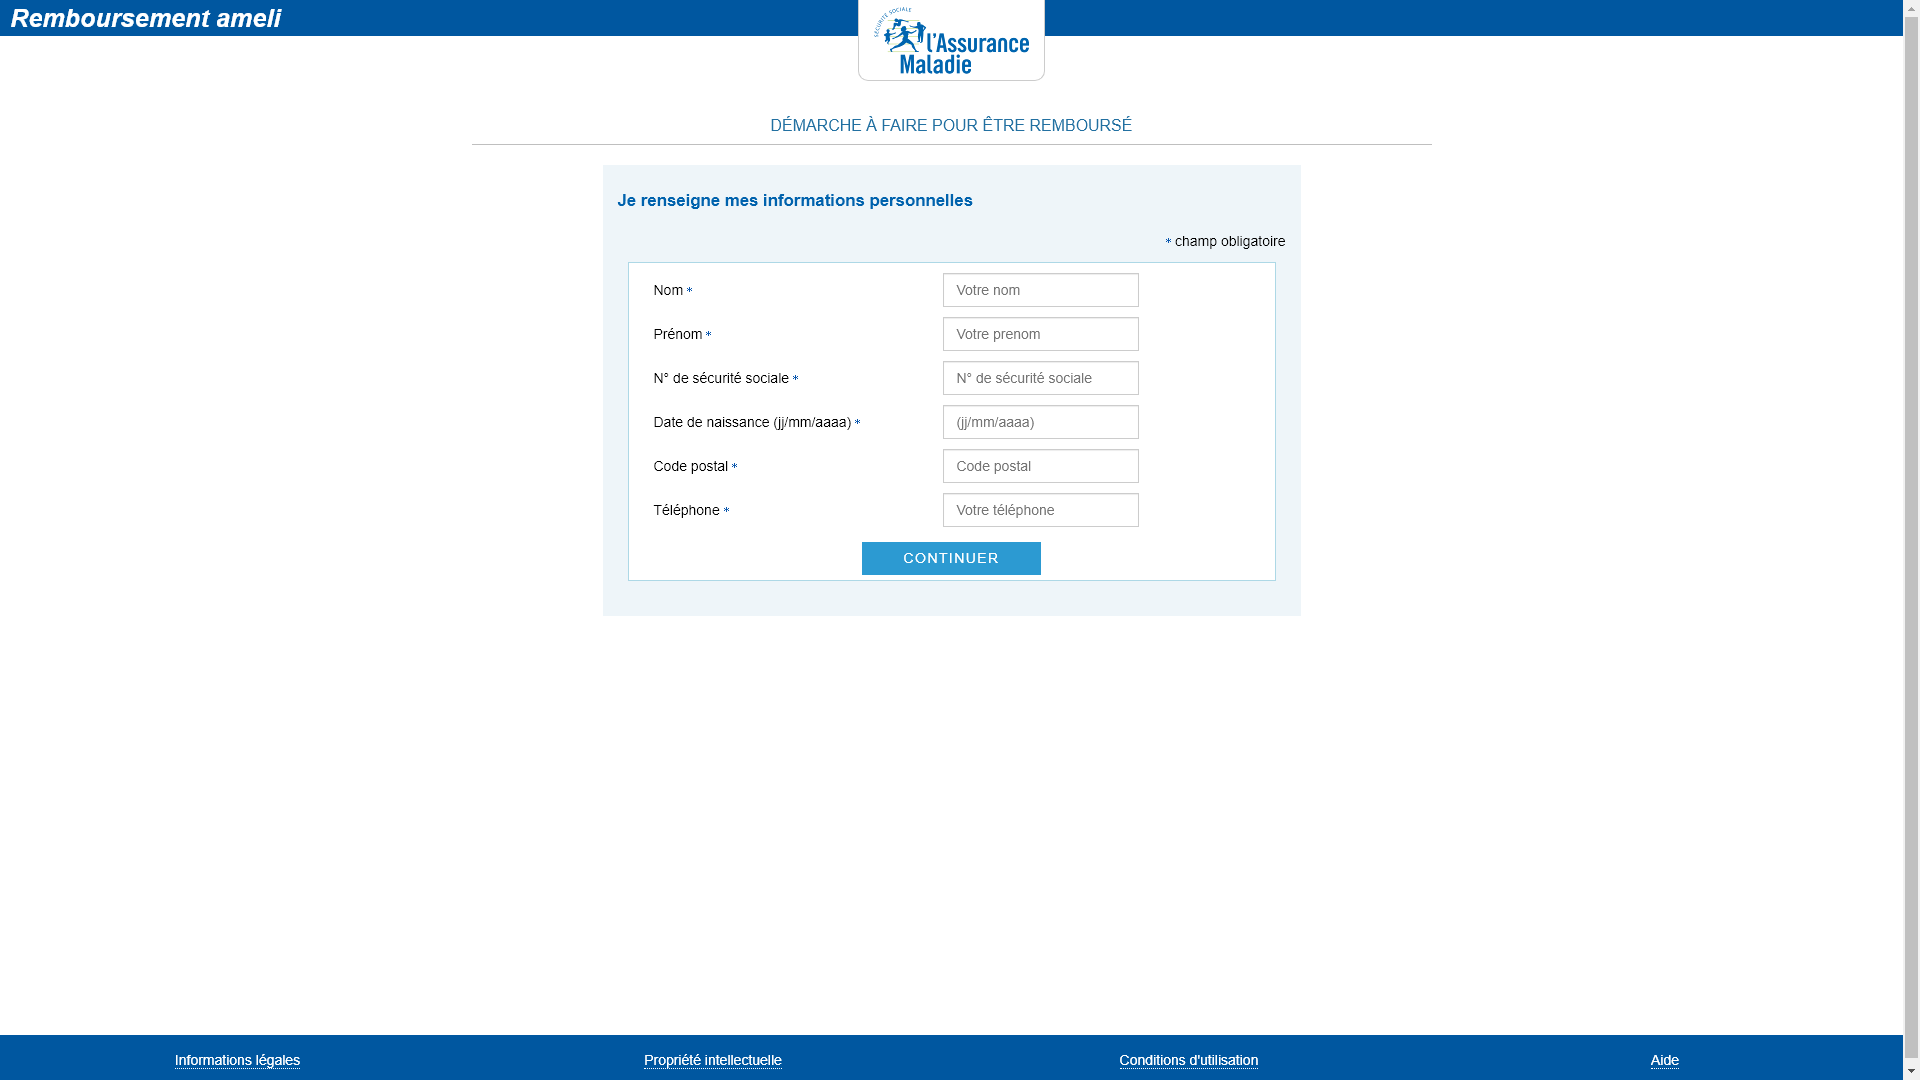 Remboursement ameli
SÉCURITÉ SOCIALE
l'Assurance
Maladie
DÉMARCHE À FAIRE POUR ÊTRE REMBOURSÉ
Je renseigne mes informations personnelles
* champ obligatoire
Nom * Votre nom
Prénom * Votre prenom
N° de sécurité sociale * N° de sécurité sociale
Date de naissance (jj/mm/aaaa) * (jj/mm/aaaa)
Code postal * Code postal
Téléphone * Votre téléphone
CONTINUER
Informations légales Propriété intellectuelle Conditions d'utilisation Aide